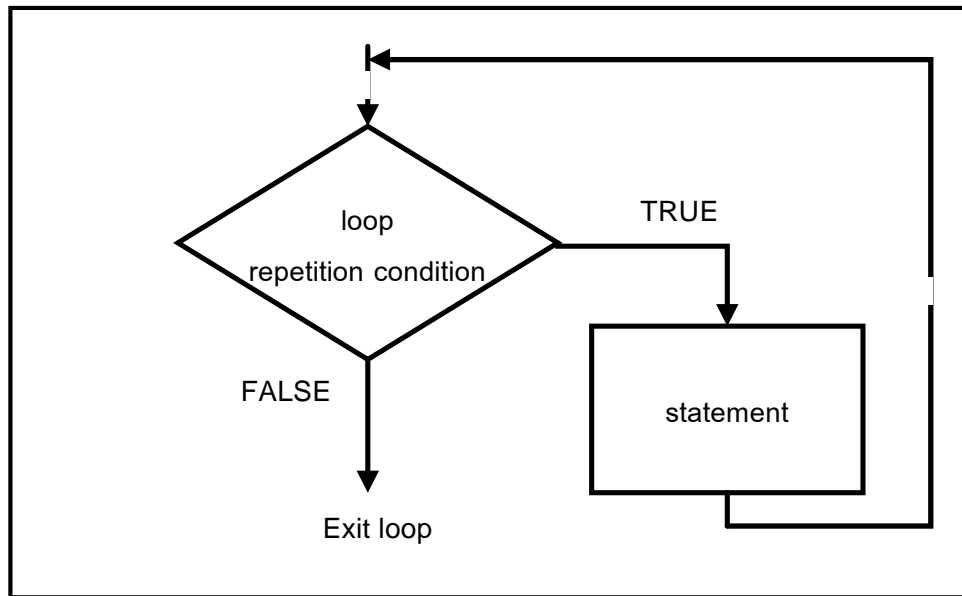 loop
repetition condition
TRUE
FALSE
statement
Exit loop